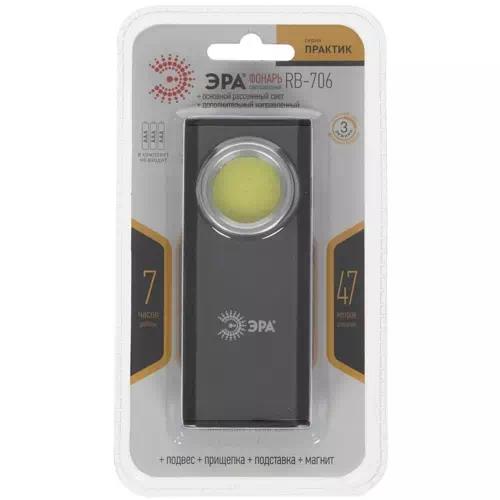 серия
ПРАКТИК
ЭРА® ФОНАРЬ RB-706
светодиодный
+ основной рассеянный свет
+ дополнительный направленный
3
В КОМПЛЕКТ
НЕ ВХОДЯТ
7
часов
работы
47
метров
ЭРА
+ подвес + прищепка + подставка + магнит